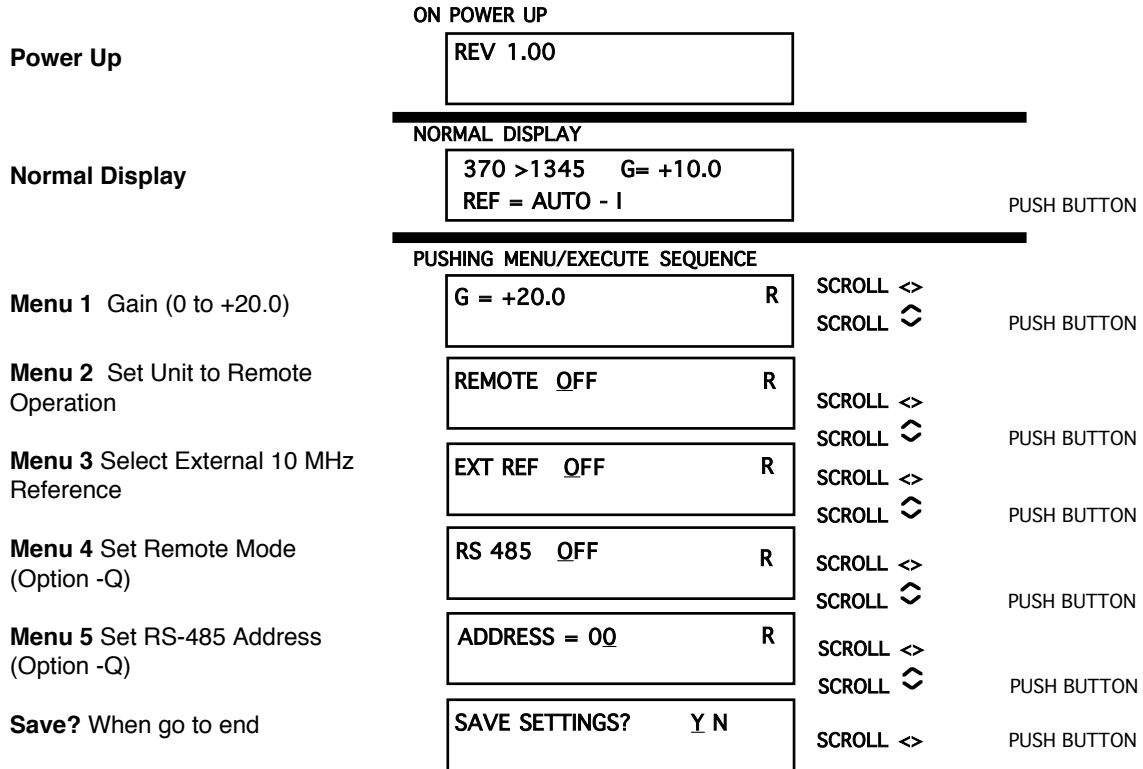 ON POWER UP
Power Up
REV 1.00
NORMAL DISPLAY
Normal Display
370 >1345 G= +10.0
REF = AUTO - I
PUSH BUTTON
PUSHING MENU/EXECUTE SEQUENCE
Menu 1 Gain (0 to +20.0)
G = +20.0 R
SCROLL <>
SCROLL
PUSH BUTTON
Menu 2 Set Unit to Remote
Operation
REMOTE OFF R
SCROLL <>
SCROLL
PUSH BUTTON
Menu 3 Select External 10 MHz
Reference
EXT REF OFF R
SCROLL <>
SCROLL
PUSH BUTTON
Menu 4 Set Remote Mode
(Option -Q)
RS 485 OFF R
SCROLL <>
SCROLL
PUSH BUTTON
Menu 5 Set RS-485 Address
(Option -Q)
ADDRESS = 00 R
SCROLL <>
SCROLL
PUSH BUTTON
Save? When go to end
SAVE SETTINGS? Y N
SCROLL <>
PUSH BUTTON